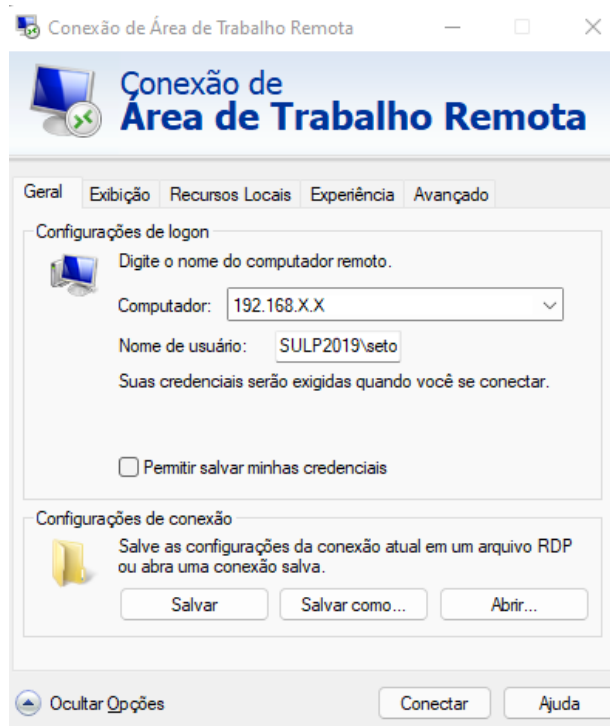 Conexão de Área de Trabalho Remota
Conexão de
Área de Trabalho Remota
Geral Exibição Recursos Locais Experiência Avançado
Configurações de logon
Digite o nome do computador remoto.
Computador: 192.168.X.X
Nome de usuário: SULP2019\seto
Suas credenciais serão exigidas quando você se conectar.
Permitir salvar minhas credenciais
Configurações de conexão
Salve as configurações da conexão atual em um arquivo RDP
ou abra uma conexão salva.
Salvar Salvar como... Abrir...
Ocultar Opções Conectar Ajuda